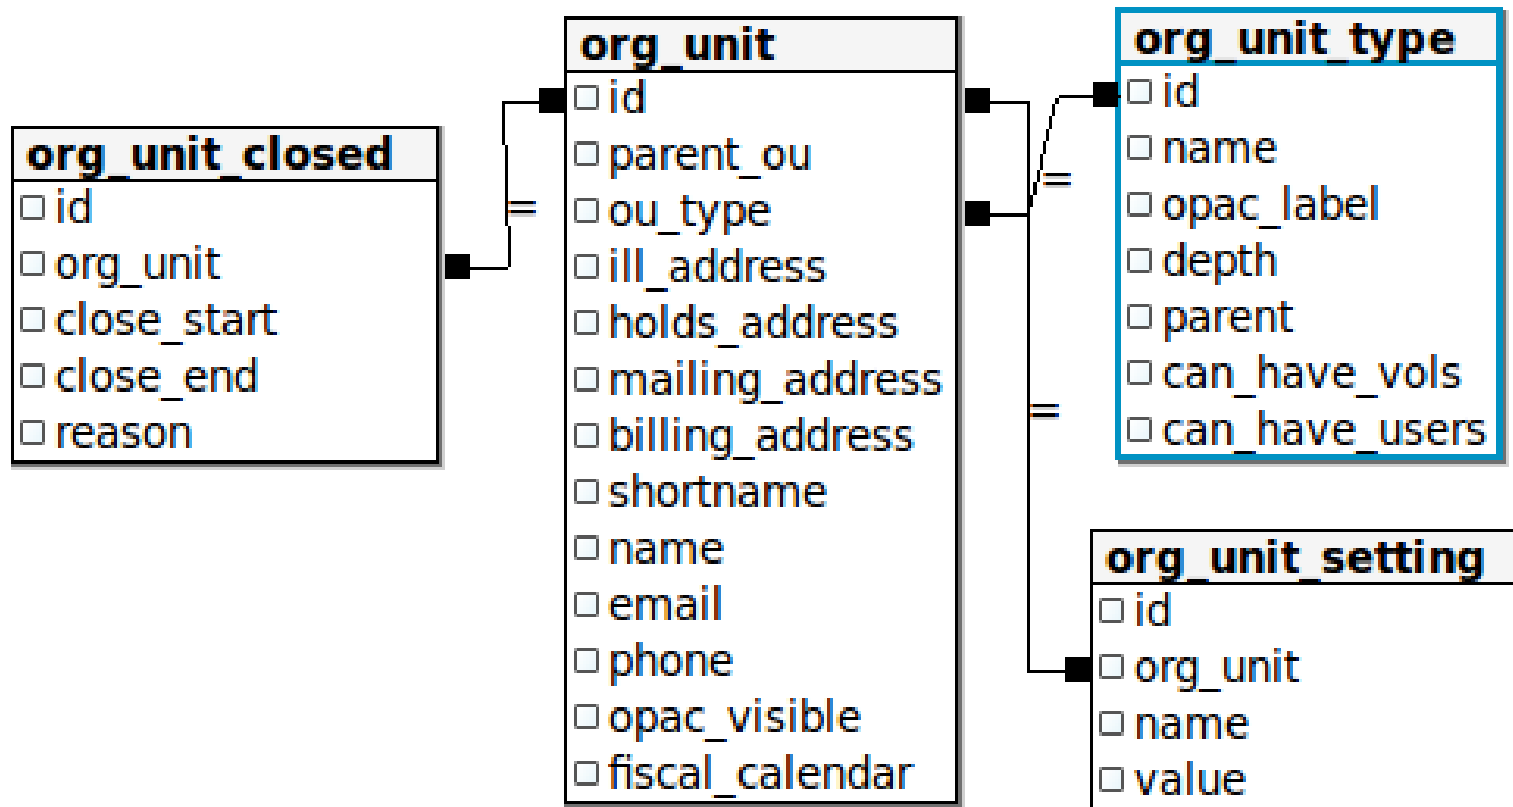 org_unit_closed
id
org_unit
close_start
close_end
reason
=
org_unit
id
parent_ou
ou_type
ill_address
holds_address
mailing_address
billing_address
shortname
name
email
phone
opac_visible
fiscal_calendar
=
=
org_unit_type
id
name
opac_label
depth
parent
can_have_vols
can_have_users
org_unit_setting
id
org_unit
name
value